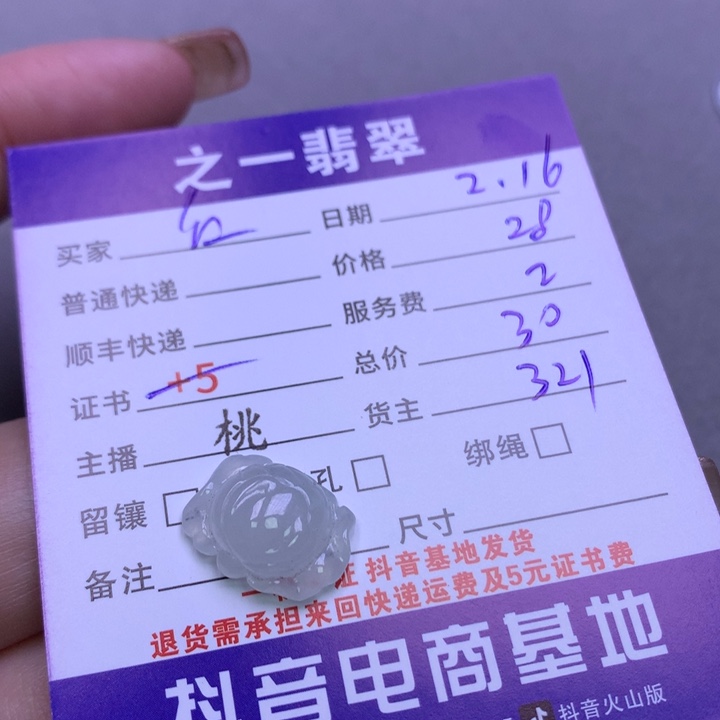 之一翡翠
买家 日期 2.16
普通快递 价格 28
顺丰快递 服务费 2
证书 +5 总价 30
主播 桃 货主 321
留镶 孔 绑绳
备注 尺寸
证 抖音基地发货
退货需承担来回快递运费及5元证书费
抖音电商基地
抖音火山版